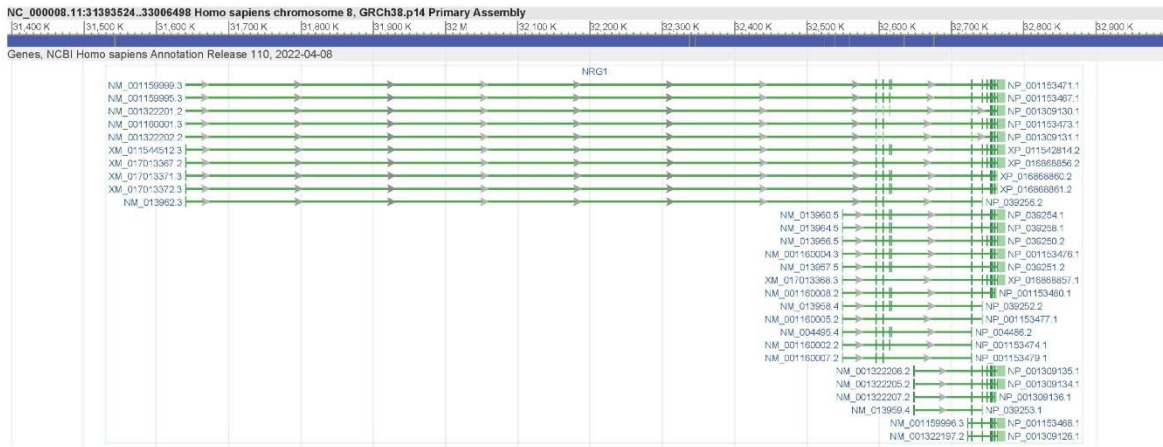 NC_000008.11:31393524..33006498 Homo sapiens chromosome 8, GRCh38.p14 Primary Assembly
31,400 K 31,500 K 31,600 K 31,700 K 31,800 K 31,900 K 32 M 32,100 K 32,200 K 32,300 K 32,400 K 32,500 K 32,600 K 32,700 K 32,800 K 32,900 K
Genes, NCBI Homo sapiens Annotation Release 110, 2022-04-08
NRG1
NM_001159999.3 NP_001153471.1
NM_001159995.3 NP_001153467.1
NM_001322201.2 NP_001309130.1
NM_001160001.3 NP_001153473.1
NM_001322202.2 NP_001309131.1
XM_011544512.3 XP_011542814.2
XM_017013367.2 XP_016868856.2
XM_017013371.3 XP_016868860.2
XM_017013372.3 XP_016868861.2
NM_013962.3 NP_039256.2
NM_013960.5 NP_039254.1
NM_013964.5 NP_039258.1
NM_013956.5 NP_039250.2
NM_001160004.3 NP_001153476.1
NM_013957.5 NP_039251.2
XM_017013368.3 XP_016868857.1
NM_001160008.2 NP_001153480.1
NM_013958.4 NP_039252.2
NM_001160005.2 NP_001153477.1
NM_004495.4 NP_004486.2
NM_001160002.2 NP_001153474.1
NM_001160007.2 NP_001153479.1
NM_001322206.2 NP_001309135.1
NM_001322205.2 NP_001309134.1
NM_001322207.2 NP_001309136.1
NM_013959.4 NP_039253.1
NM_001159996.3 NP_001153468.1
NM_001322197.2 NP_001309126.1